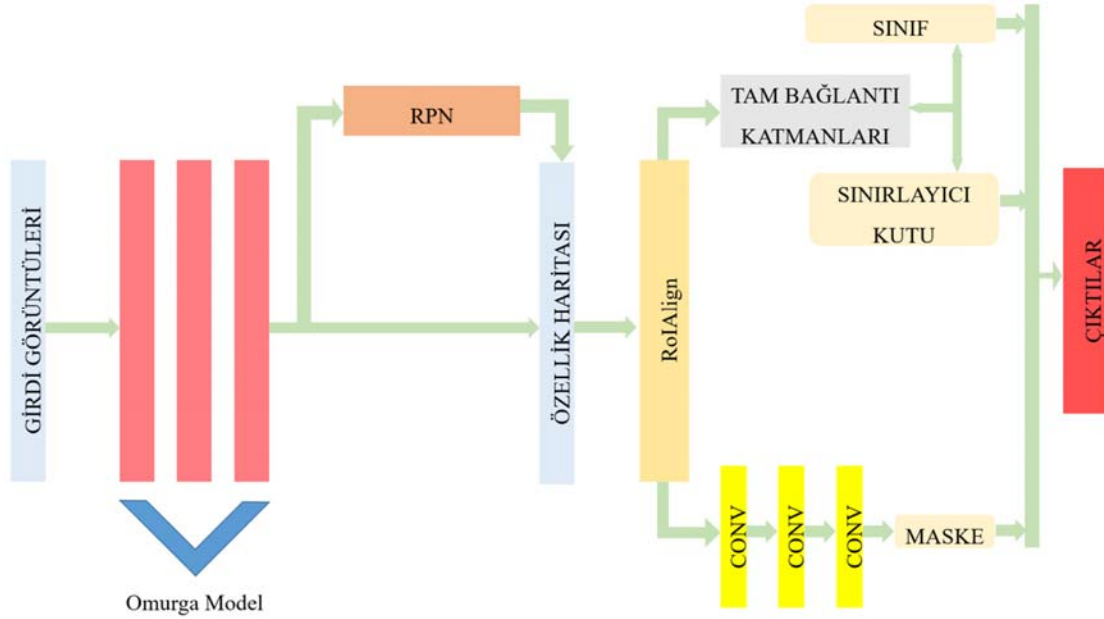 GİRDİ GÖRÜNTÜLERİ
Omurga Model
RPN
ÖZELLİK HARİTASI
RoIAlign
TAM BAĞLANTI
KATMANLARI
SINIF
SINIRLAYICI
KUTU
CONV
CONV
CONV
MASKE
ÇIKTILAR